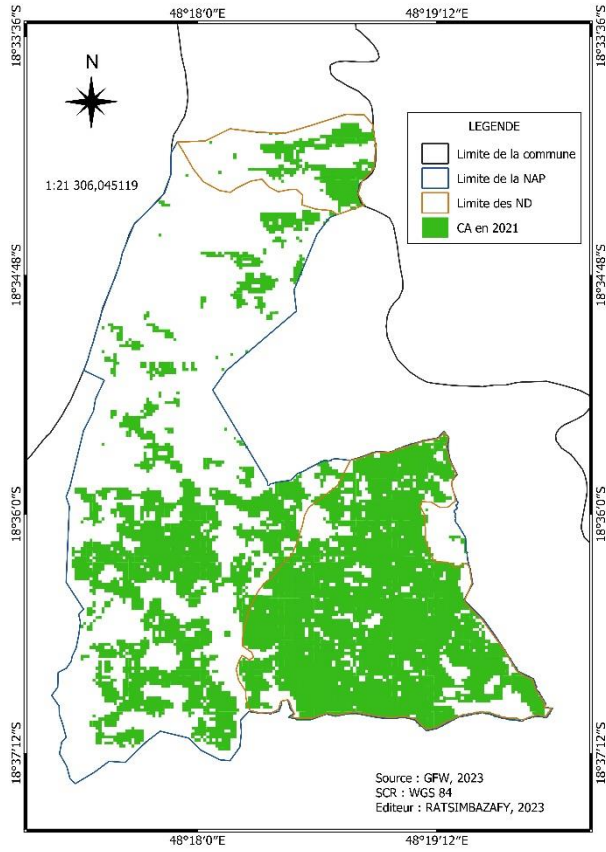 48°18'0"E 48°19'12"E
18°33'36"S 18°33'36"S
N
LEGENDE
Limite de la commune
Limite de la NAP
Limite des ND
CA en 2021
1:21 306,045119
18°34'48"S 18°34'48"S
18°36'0"S 18°36'0"S
18°37'12"S 18°37'12"S
Source : GFW, 2023
SCR : WGS 84
Editeur : RATSIMBAZAFY, 2023
48°18'0"E 48°19'12"E